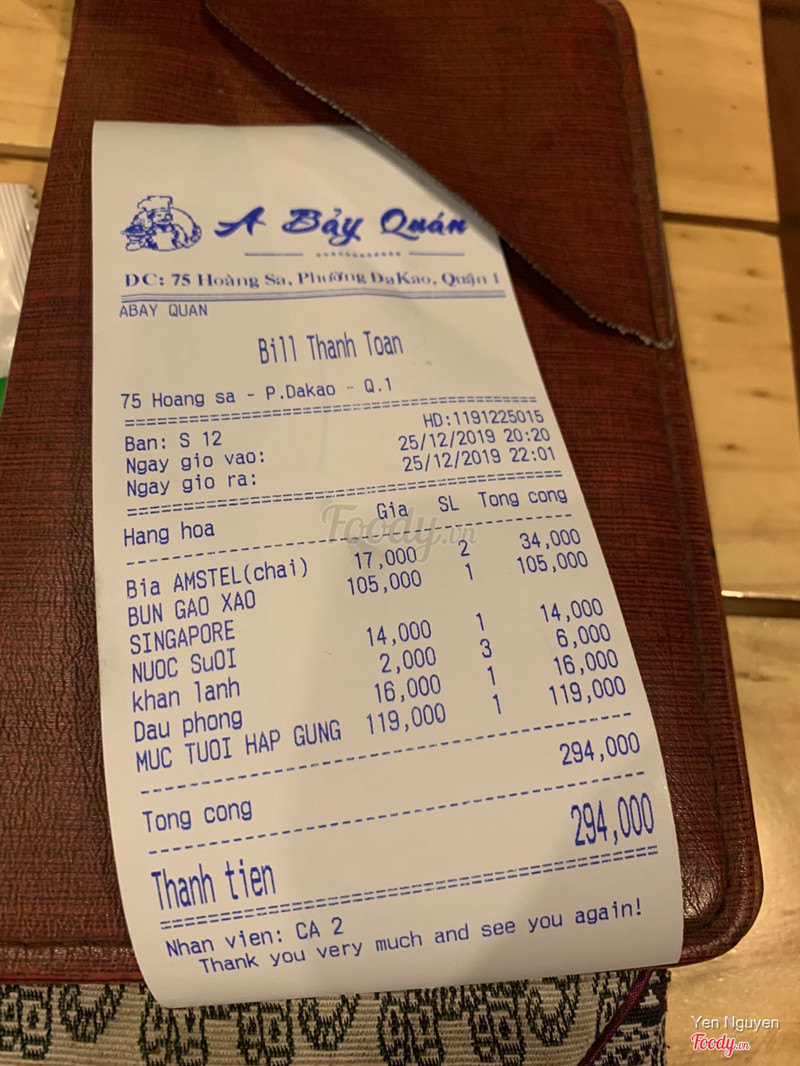 A Bảy Quán
DC: 75 Hoàng Sa, Phường DaKao, Quận 1
ABAY QUAN
Bill Thanh Toan
75 Hoang sa - P.Dakao - Q.1
HD:1191225015
Ban: S 12
Ngay gio vao: 25/12/2019 20:20
Ngay gio ra: 25/12/2019 22:01
Hang hoa Gia SL Tong cong
Bia AMSTEL(chai) 17,000 2 34,000
BUN GAO XAO 105,000 1 105,000
SINGAPORE
NUOC SuOI 14,000 1 14,000
khan lanh 2,000 3 6,000
Dau phong 16,000 1 16,000
MUC TUOI HAP GUNG 119,000 1 119,000
Tong cong 294,000
Thanh tien 294,000
Nhan vien: CA 2
Thank you very much and see you again!
Foody.vn
Yen Nguyen
Foody.vn